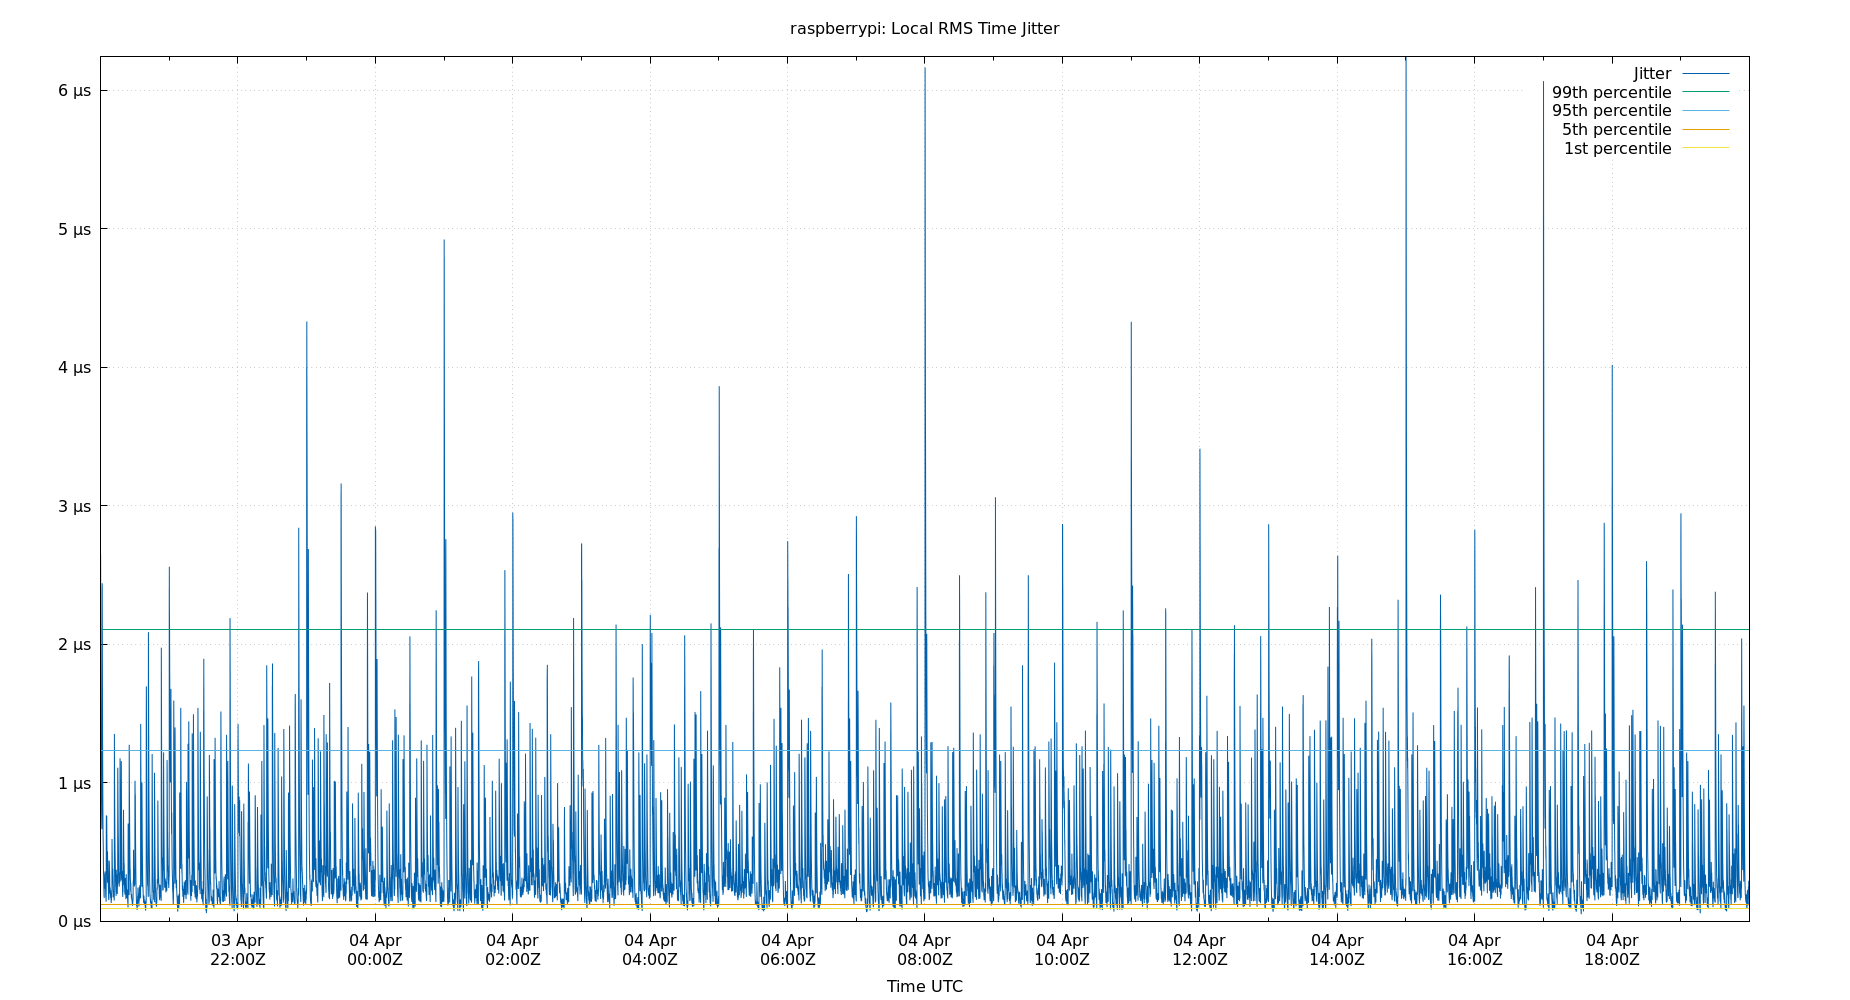 raspberrypi: Local RMS Time Jitter
Jitter
99th percentile
95th percentile
5th percentile
1st percentile
6 µs
5 µs
4 µs
3 µs
2 µs
1 µs
0 µs
03 Apr 04 Apr 04 Apr 04 Apr 04 Apr 04 Apr 04 Apr 04 Apr 04 Apr 04 Apr 04 Apr
22:00Z 00:00Z 02:00Z 04:00Z 06:00Z 08:00Z 10:00Z 12:00Z 14:00Z 16:00Z 18:00Z
Time UTC